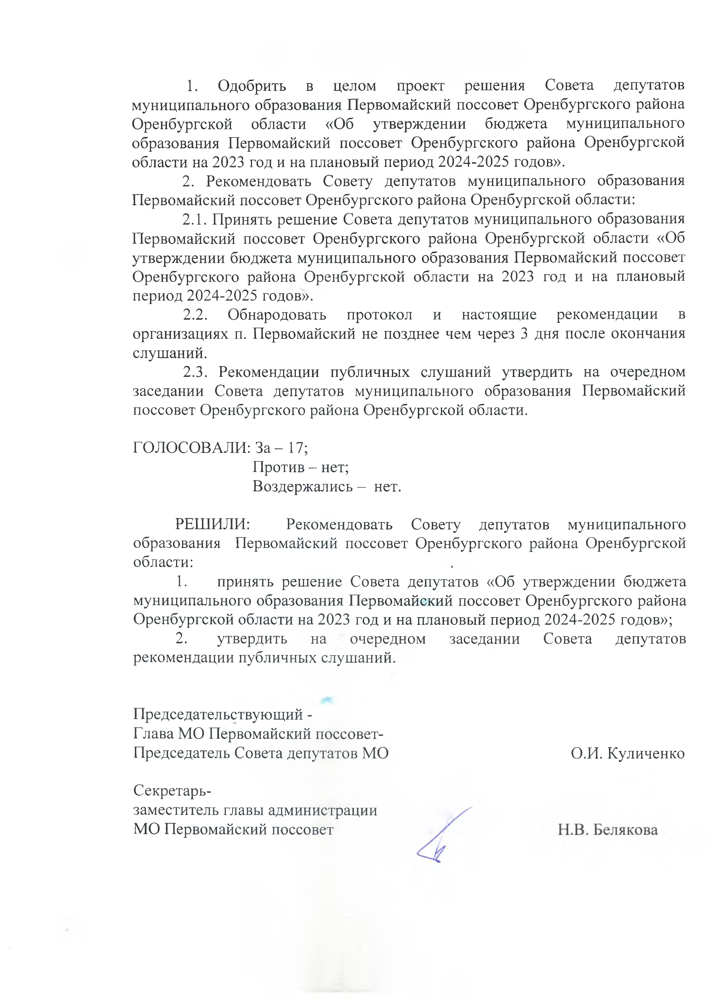 1. Одобрить в целом проект решения Совета депутатов
муниципального образования Первомайский поссовет Оренбургского района
Оренбургской области «Об утверждении бюджета муниципального
образования Первомайский поссовет Оренбургского района Оренбургской
области на 2023 год и на плановый период 2024-2025 годов».
2. Рекомендовать Совету депутатов муниципального образования
Первомайский поссовет Оренбургского района Оренбургской области:
2.1. Принять решение Совета депутатов муниципального образования
Первомайский поссовет Оренбургского района Оренбургской области «Об
утверждении бюджета муниципального образования Первомайский поссовет
Оренбургского района Оренбургской области на 2023 год и на плановый
период 2024-2025 годов».
2.2. Обнародовать протокол и настоящие рекомендации в
организациях п. Первомайский не позднее чем через 3 дня после окончания
слушаний.
2.3. Рекомендации публичных слушаний утвердить на очередном
заседании Совета депутатов муниципального образования Первомайский
поссовет Оренбургского района Оренбургской области.
ГОЛОСОВАЛИ: За – 17;
Против – нет;
Воздержались – нет.
РЕШИЛИ: Рекомендовать Совету депутатов муниципального
образования Первомайский поссовет Оренбургского района Оренбургской
области:
1. принять решение Совета депутатов «Об утверждении бюджета
муниципального образования Первомайский поссовет Оренбургского района
Оренбургской области на 2023 год и на плановый период 2024-2025 годов»;
2. утвердить на очередном заседании Совета депутатов
рекомендации публичных слушаний.
Председательствующий -
Глава МО Первомайский поссовет-
Председатель Совета депутатов МО О.И. Куличенко
Секретарь-
заместитель главы администрации
МО Первомайский поссовет Н.В. Белякова